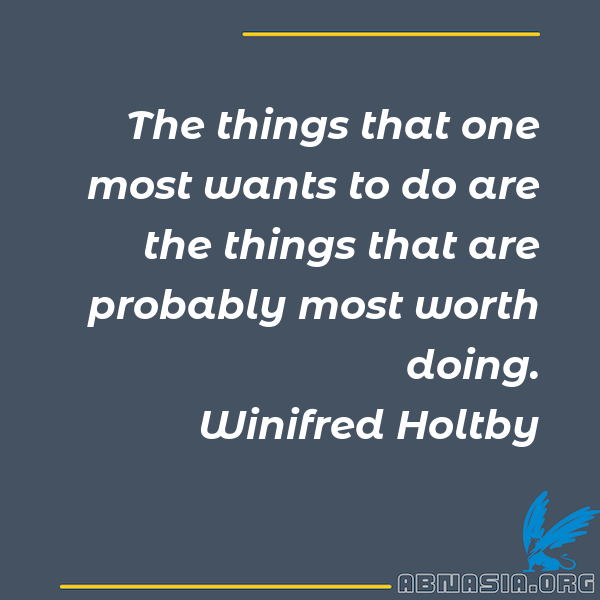 The things that one
most wants to do are
the things that are
probably most worth
doing.
Winifred Holtby
ABNASIA.ORG